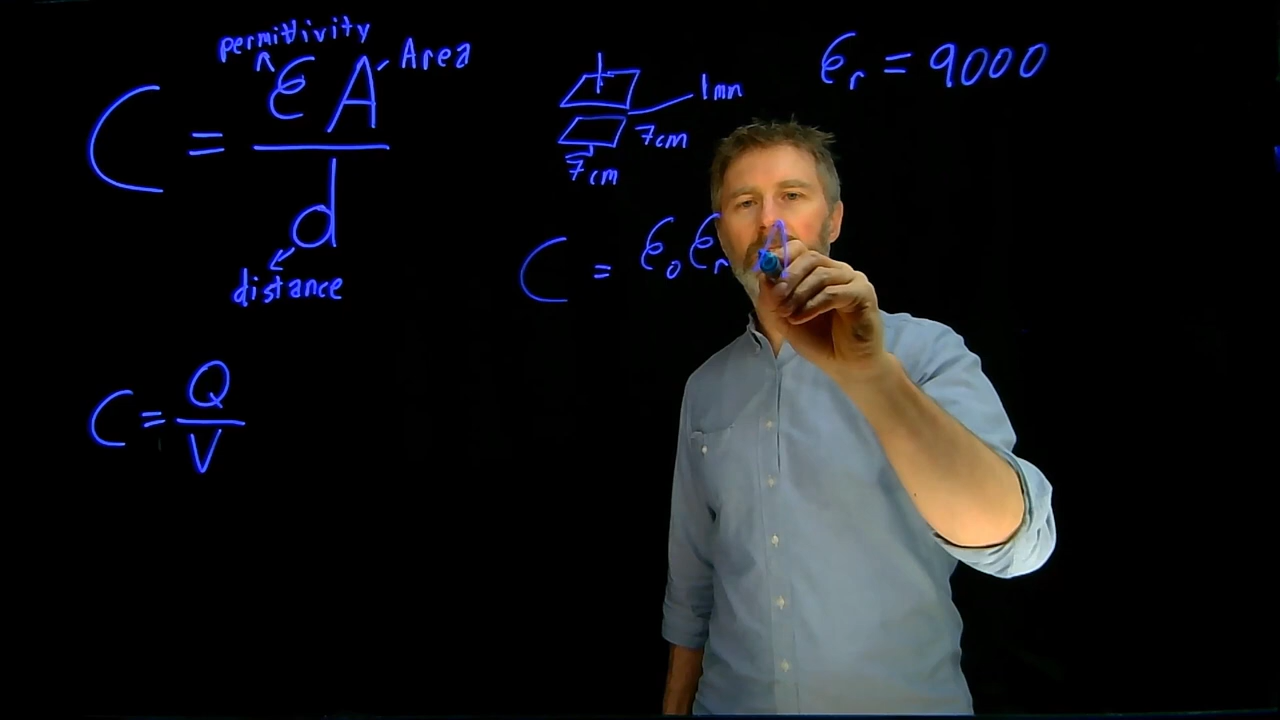 permittivity
C = εA / d
Area
distance
C = Q / V
1mm
7cm
7cm
εr = 9000
C = ε0 εr A